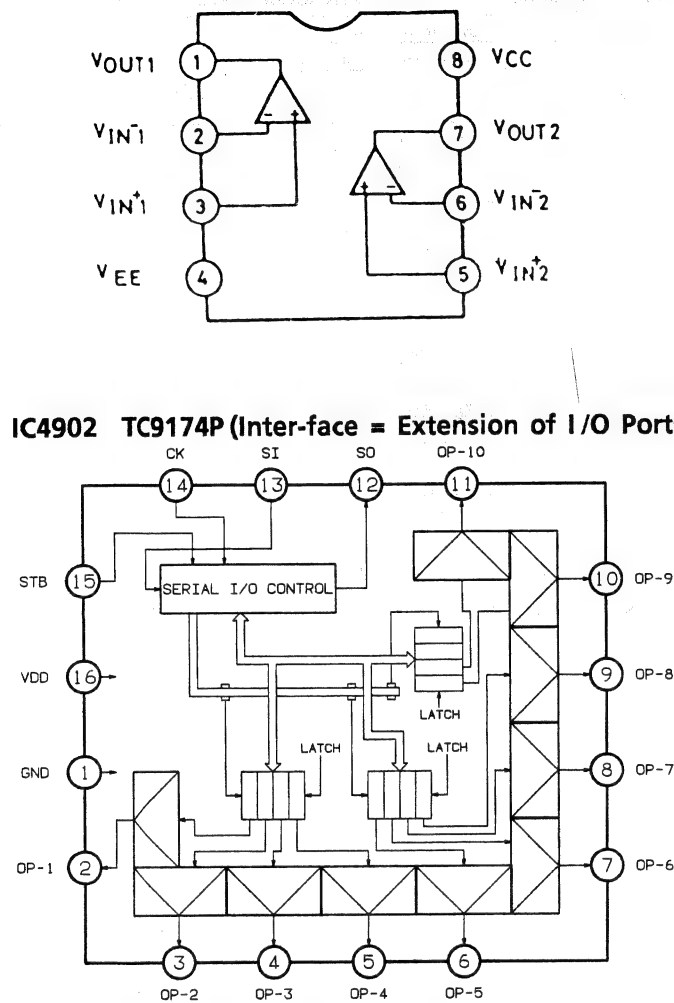 VOUT1 1 8 VCC
VIN-1 2 7 VOUT2
VIN+1 3 6 VIN-2
VEE 4 5 VIN+2
- + + -
IC4902 TC9174P (Inter-face = Extension of I/O Port
CK SI SO OP-10
14 13 12 11
STB 15 10 OP-9
SERIAL I/O CONTROL
VDD 16 9 OP-8
LATCH
LATCH LATCH
GND 1 8 OP-7
OP-1 2 7 OP-6
3 4 5 6
OP-2 OP-3 OP-4 OP-5